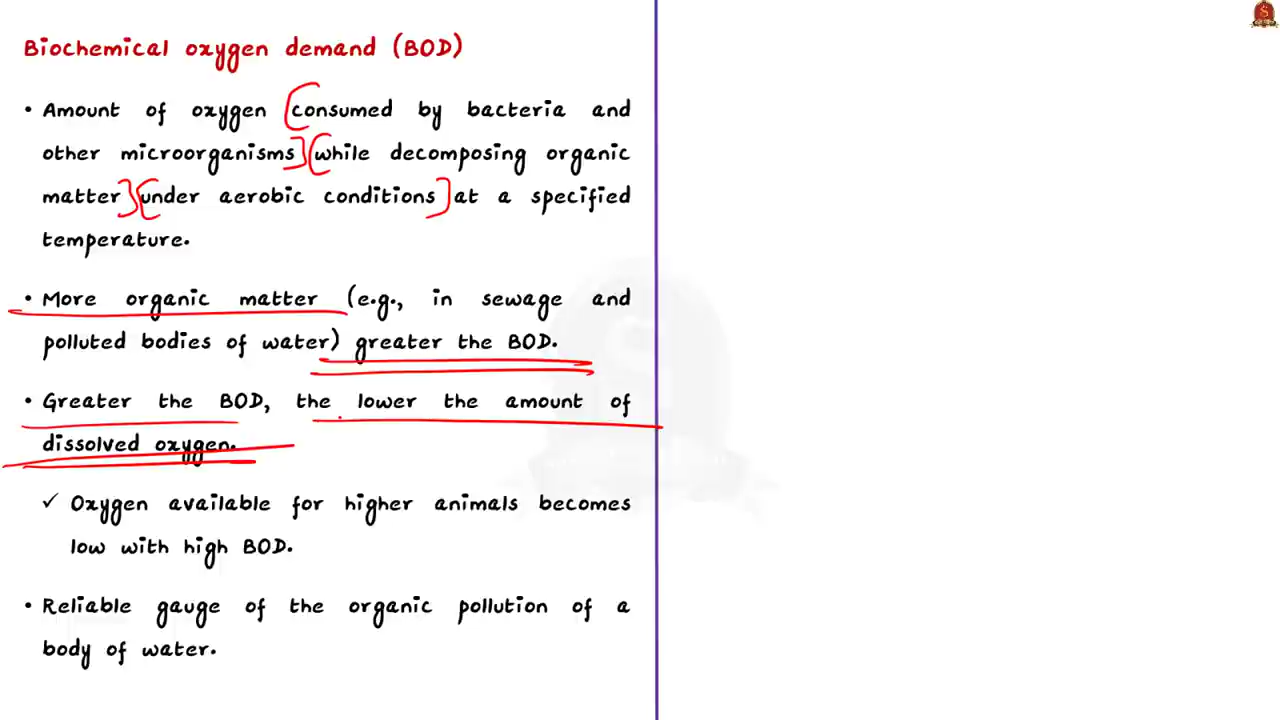 Biochemical oxygen demand (BOD)
• Amount of oxygen consumed by bacteria and
other microorganisms while decomposing organic
matter under aerobic conditions at a specified
temperature.
• More organic matter (e.g., in sewage and
polluted bodies of water) greater the BOD.
• Greater the BOD, the lower the amount of
dissolved oxygen.
✓ Oxygen available for higher animals becomes
low with high BOD.
• Reliable gauge of the organic pollution of a
body of water.